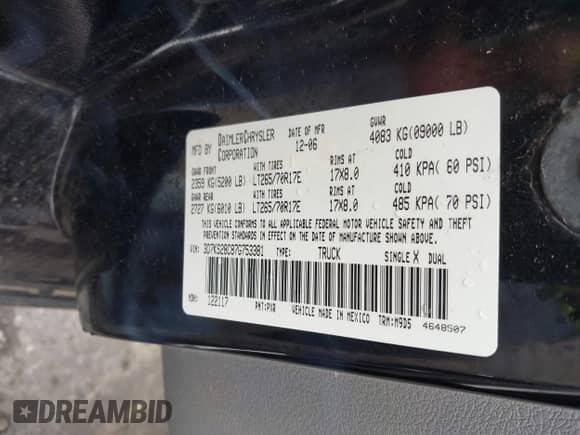 MFD BY DAIMLERCHRYSLER CORPORATION DATE OF MFR 12-06 GVWR 4083 KG(09000 LB)
GAWR FRONT WITH TIRES RIMS AT COLD
2359 KG(5200 LB) LT265/70R17E 17X8.0 410 KPA( 60 PSI)
GAWR REAR WITH TIRES RIMS AT COLD
2727 KG(6010 LB) LT265/70R17E 17X8.0 485 KPA( 70 PSI)
THIS VEHICLE CONFORMS TO ALL APPLICABLE FEDERAL MOTOR VEHICLE SAFETY AND THEFT
PREVENTION STANDARDS IN EFFECT ON THE DATE OF MANUFACTURE SHOWN ABOVE.
VIN: 3D7KS28C87G753381 TYPE: TRUCK SINGLE X DUAL
MDH: 122117 PNT:PXR VEHICLE MADE IN MEXICO TRM:M9D5 4648507
DREAMBID